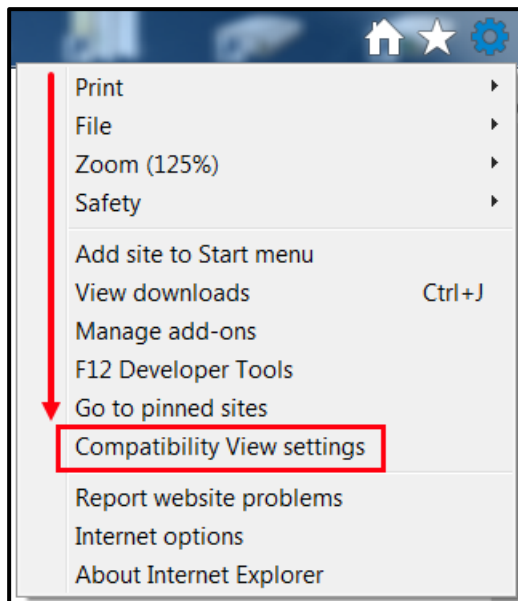 Print
File
Zoom (125%)
Safety
Add site to Start menu
View downloads Ctrl+J
Manage add-ons
F12 Developer Tools
Go to pinned sites
Compatibility View settings
Report website problems
Internet options
About Internet Explorer